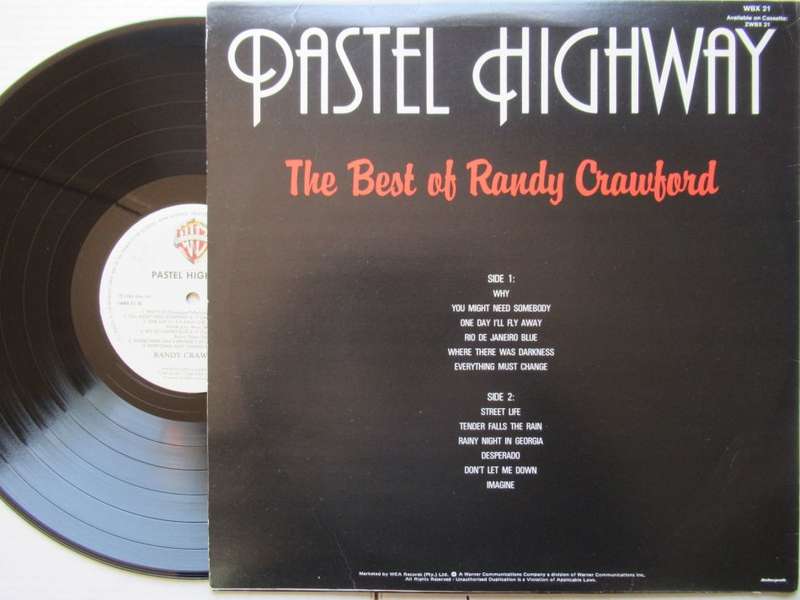 WBX 21
Available on Cassette:
ZWBX 21
PASTEL HIGHWAY
The Best of Randy Crawford
SIDE 1:
WHY
YOU MIGHT NEED SOMEBODY
ONE DAY I'LL FLY AWAY
RIO DE JANEIRO BLUE
WHERE THERE WAS DARKNESS
EVERYTHING MUST CHANGE
SIDE 2:
STREET LIFE
TENDER FALLS THE RAIN
RAINY NIGHT IN GEORGIA
DESPERADO
DON'T LET ME DOWN
IMAGINE
Marketed by WEA Records (Pty.) Ltd. ® A Warner Communications Company a division of Warner Communications Inc.
All Rights Reserved · Unauthorised Duplication is a Violation of Applicable Laws.
PASTEL HIGH
RANDY CRAW